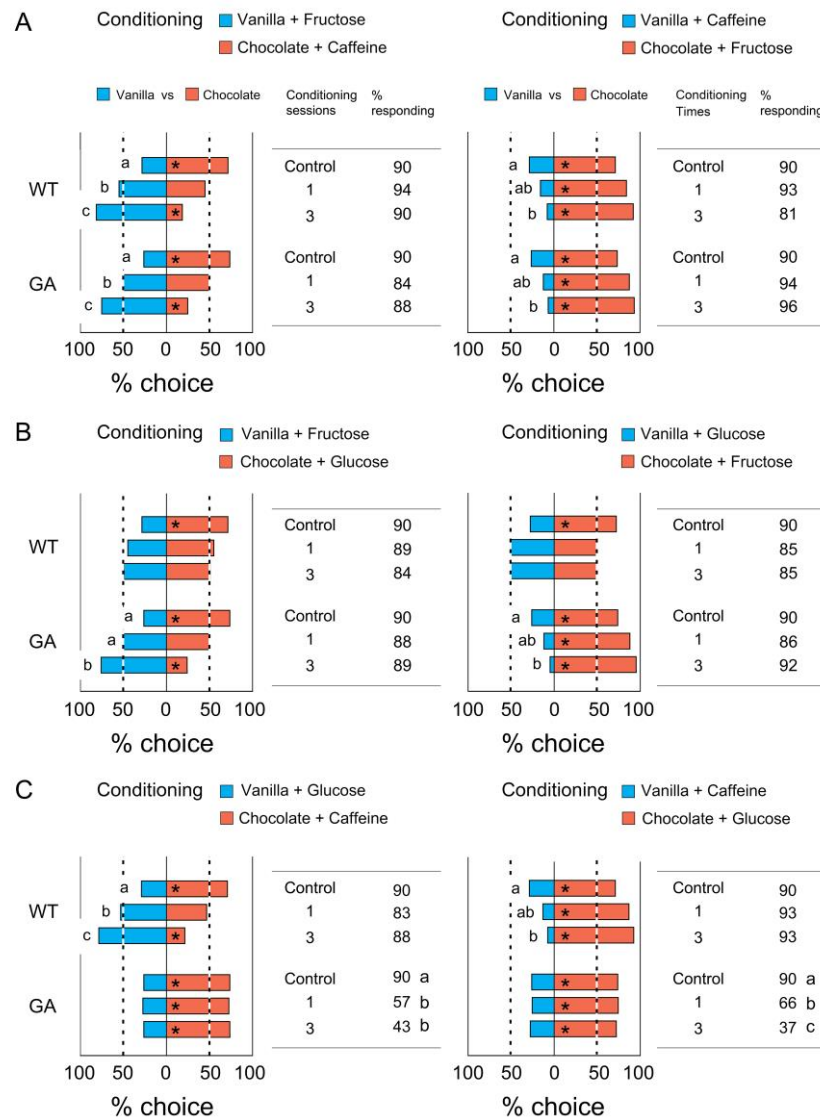 A
Conditioning Vanilla + Fructose
Chocolate + Caffeine
Vanilla vs Chocolate
Conditioning sessions
% responding
WT
a * Control 90
b 1 94
c * 3 90
GA
a * Control 90
b 1 84
c * 3 88
100 50 0 50 100
% choice
Conditioning Vanilla + Caffeine
Chocolate + Fructose
Vanilla vs Chocolate
Conditioning Times
% responding
a * Control 90
ab * 1 93
b * 3 81
a * Control 90
ab * 1 94
b * 3 96
100 50 0 50 100
% choice
B
Conditioning Vanilla + Fructose
Chocolate + Glucose
WT
* Control 90
1 89
3 84
GA
a * Control 90
a 1 88
b * 3 89
100 50 0 50 100
% choice
Conditioning Vanilla + Glucose
Chocolate + Fructose
* Control 90
1 85
3 85
a * Control 90
ab * 1 86
b * 3 92
100 50 0 50 100
% choice
C
Conditioning Vanilla + Glucose
Chocolate + Caffeine
WT
a * Control 90
b 1 83
c * 3 88
GA
* Control 90 a
* 1 57 b
* 3 43 b
100 50 0 50 100
% choice
Conditioning Vanilla + Caffeine
Chocolate + Glucose
a * Control 90
ab * 1 93
b * 3 93
* Control 90 a
* 1 66 b
* 3 37 c
100 50 0 50 100
% choice